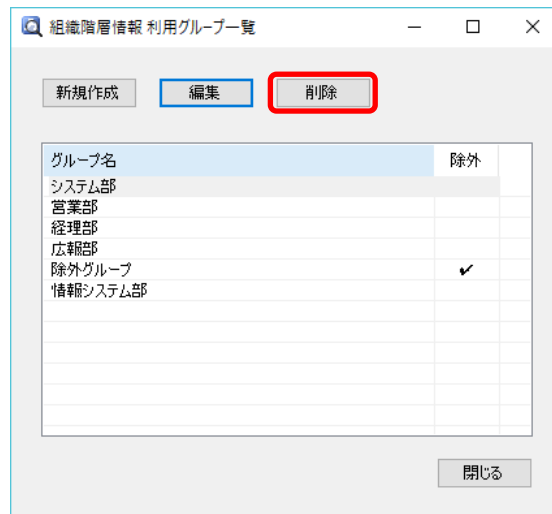 組織階層情報 利用グループ一覧
新規作成 編集 削除
グループ名 除外
システム部
営業部
経理部
広報部
除外グループ ✔
情報システム部
閉じる